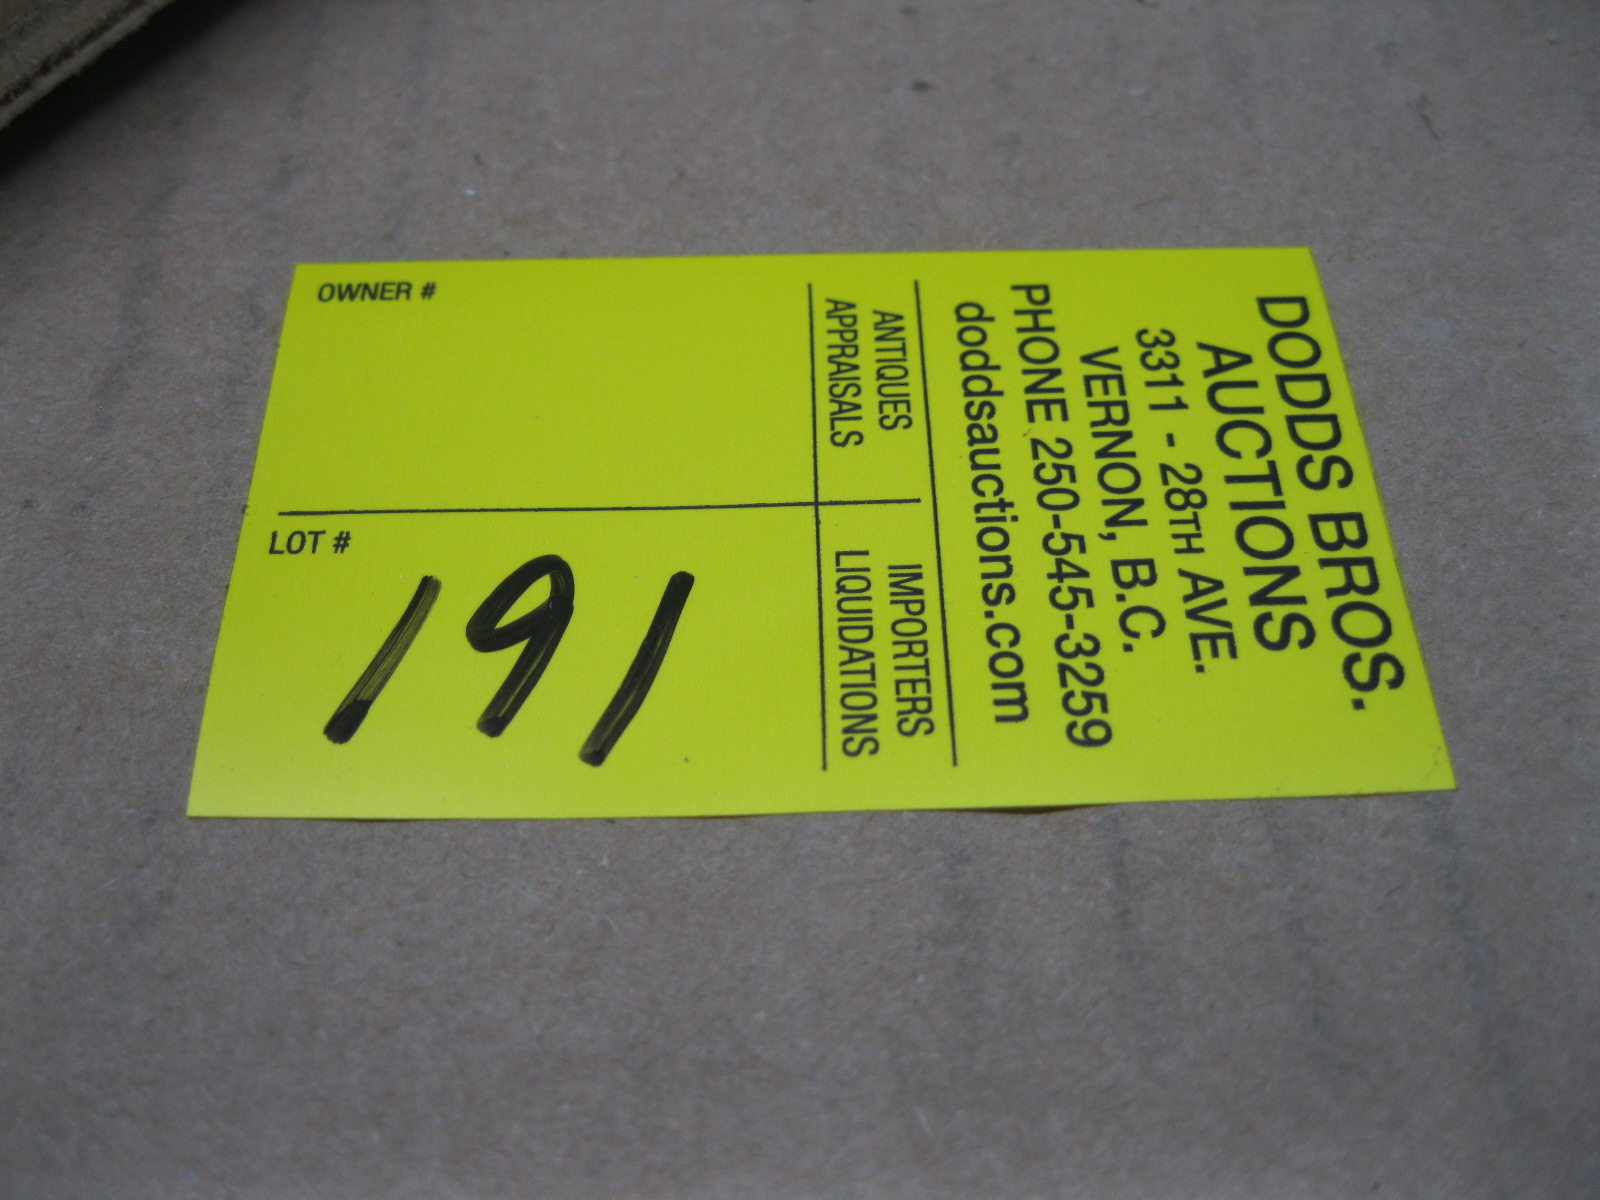 DODDS BROS.
AUCTIONS
3311 - 28TH AVE.
VERNON, B.C.
PHONE 250-545-3259
doddsauctions.com
ANTIQUES IMPORTERS
APPRAISALS LIQUIDATIONS
OWNER #
LOT #
191